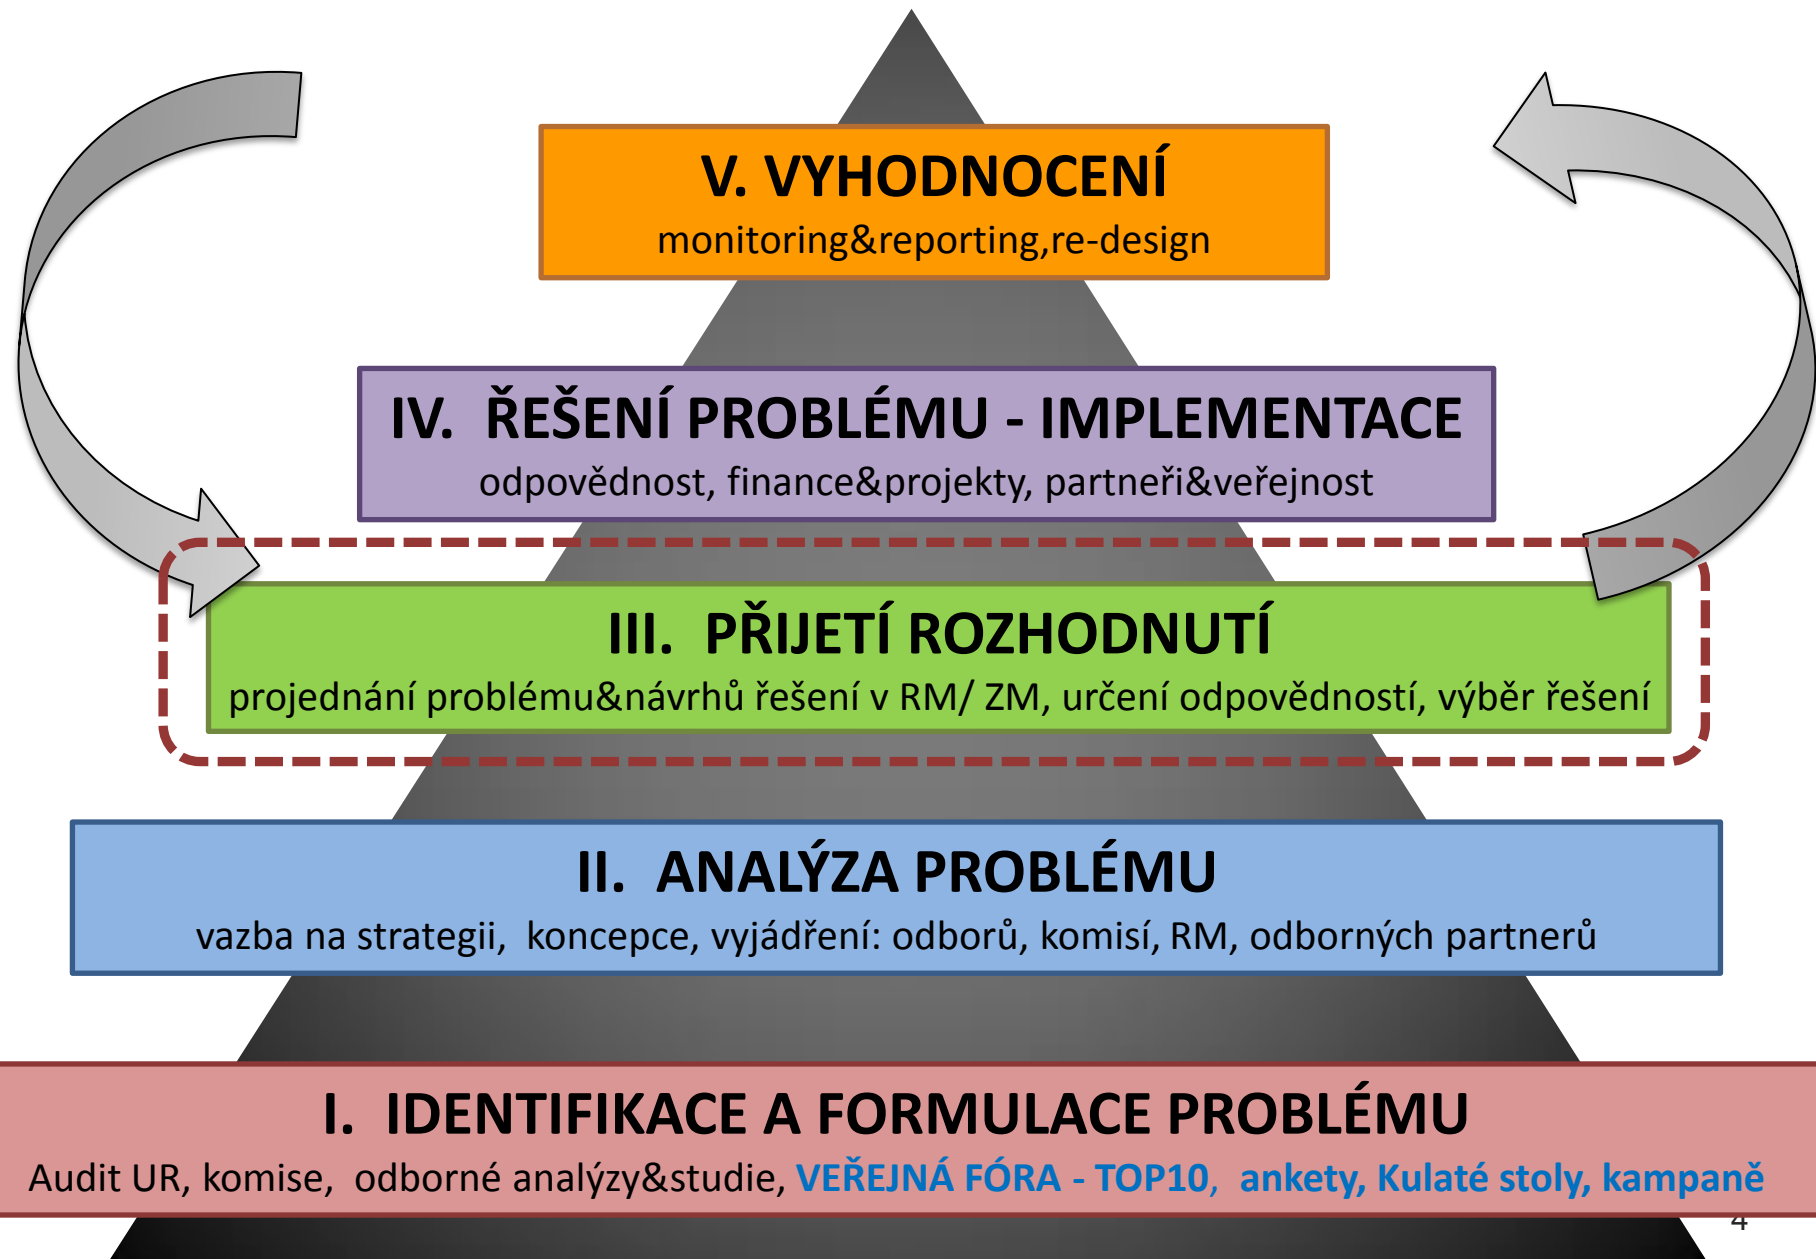 V. VYHODNOCENÍ
monitoring&reporting,re-design
IV.  ŘEŠENÍ PROBLÉMU - IMPLEMENTACE
odpovědnost, finance&projekty, partneři&veřejnost
III.  PŘIJETÍ ROZHODNUTÍ
projednání problému&návrhů řešení v RM/ ZM, určení odpovědností, výběr řešení
II.  ANALÝZA PROBLÉMU
vazba na strategii,  koncepce, vyjádření: odborů, komisí, RM, odborných partnerů
I.  IDENTIFIKACE A FORMULACE PROBLÉMU
Audit UR, komise,  odborné analýzy&studie, VEŘEJNÁ FÓRA - TOP10,  ankety, Kulaté stoly, kampaně
4